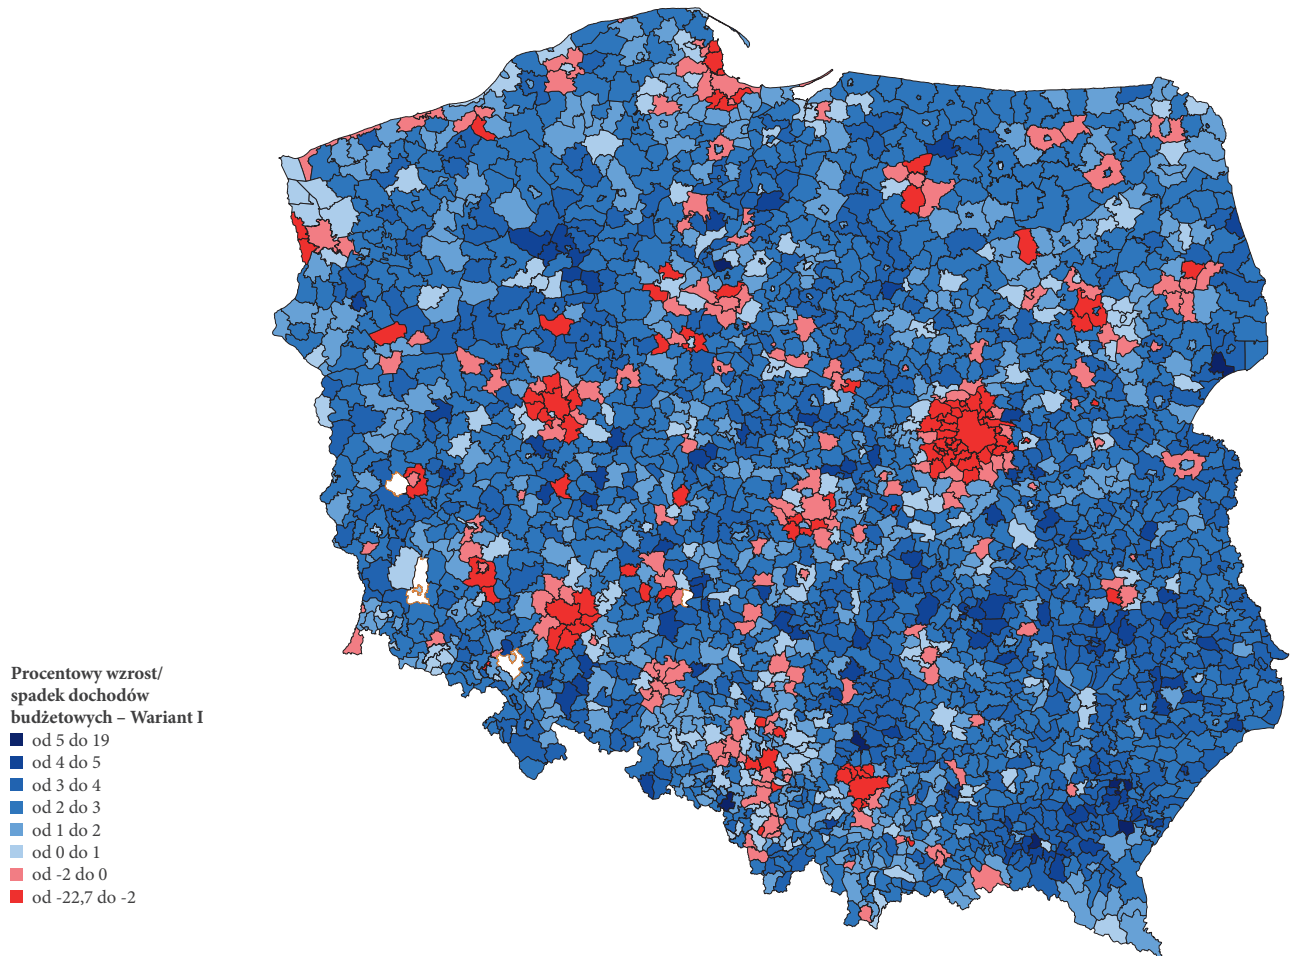 Procentowy wzrost/
spadek dochodów
budżetowych – Wariant I
od 5 do 19
od 4 do 5
od 3 do 4
od 2 do 3
od 1 do 2
od 0 do 1
od -2 do 0
od -22,7 do -2